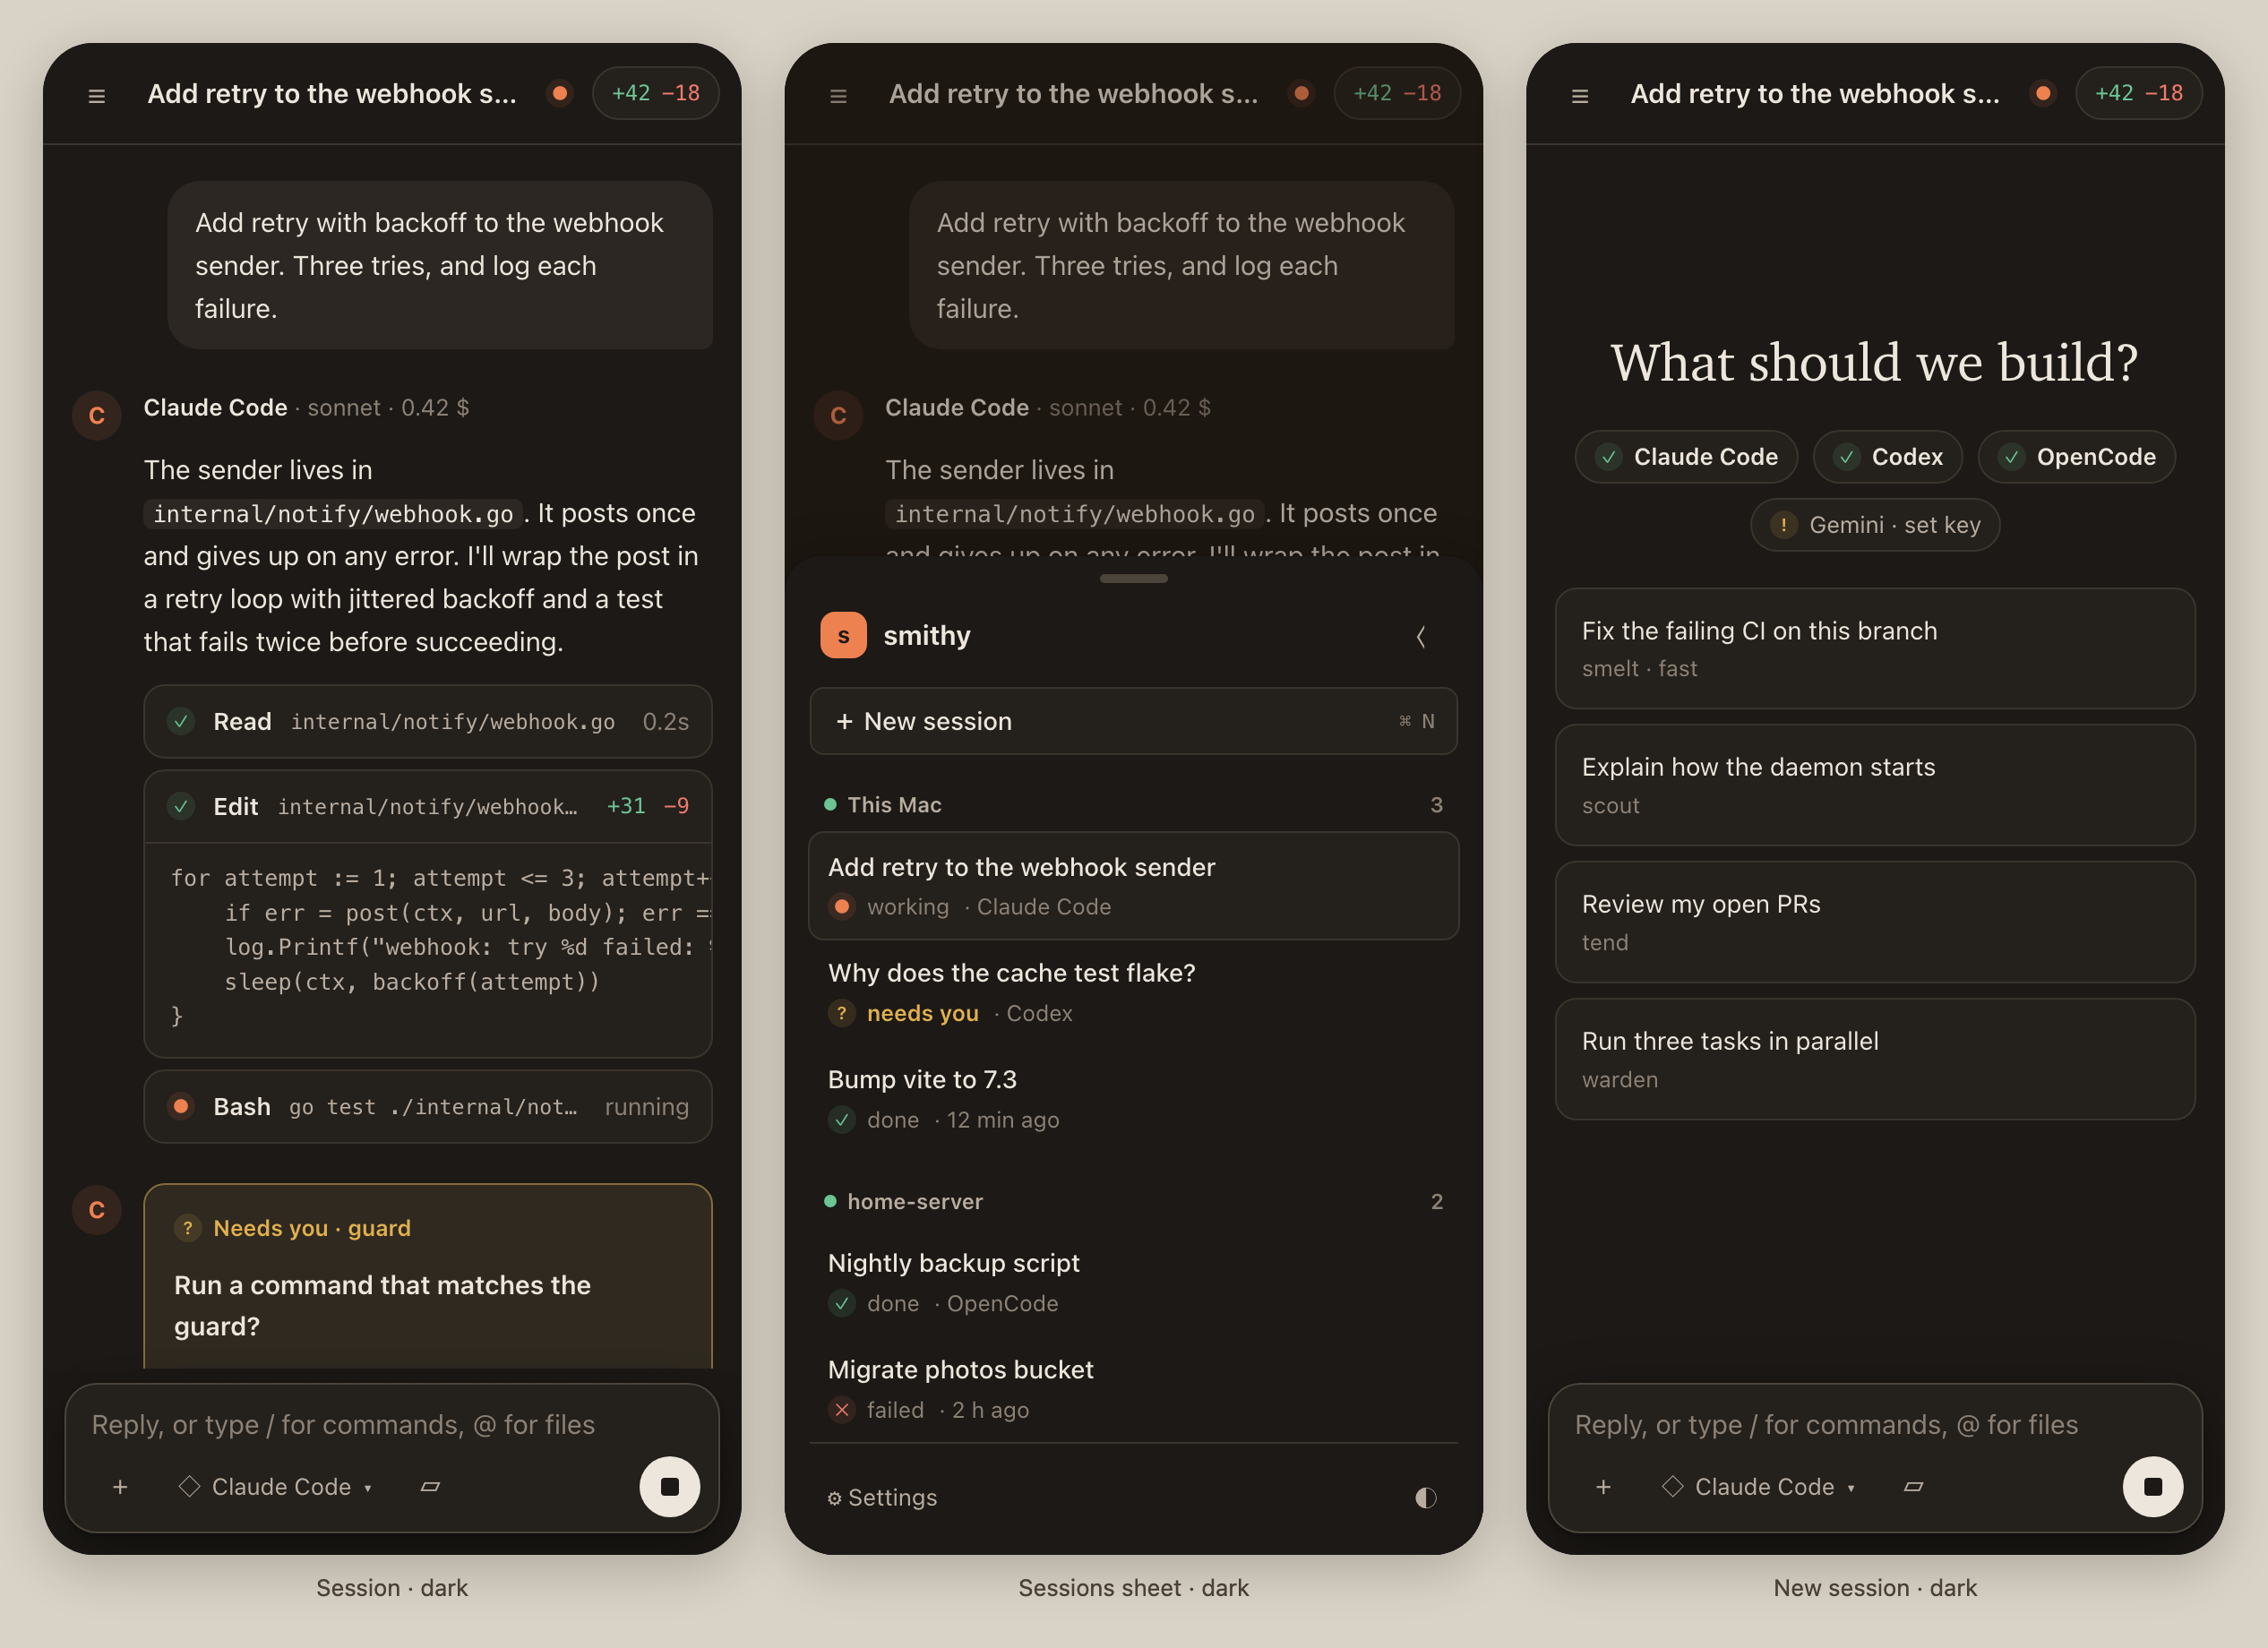 ≡ Add retry to the webhook s... +42 −18
Add retry with backoff to the webhook
sender. Three tries, and log each
failure.
C Claude Code · sonnet · 0.42 $
The sender lives in
internal/notify/webhook.go. It posts once
and gives up on any error. I'll wrap the post in
a retry loop with jittered backoff and a test
that fails twice before succeeding.
✓ Read internal/notify/webhook.go 0.2s
✓ Edit internal/notify/webhook… +31 −9
for attempt := 1; attempt <= 3; attempt+
if err = post(ctx, url, body); err =
log.Printf("webhook: try %d failed:
sleep(ctx, backoff(attempt))
}
Bash go test ./internal/not… running
C ? Needs you · guard
Run a command that matches the
guard?
Reply, or type / for commands, @ for files
+ ◇ Claude Code ▾ ▱
Session · dark
≡ Add retry to the webhook s... +42 −18
Add retry with backoff to the webhook
sender. Three tries, and log each
failure.
C Claude Code · sonnet · 0.42 $
The sender lives in
internal/notify/webhook.go. It posts once
and gives up on any error. I'll wrap the post in
s smithy 〈
+ New session ⌘ N
This Mac 3
Add retry to the webhook sender
working · Claude Code
Why does the cache test flake?
? needs you · Codex
Bump vite to 7.3
✓ done · 12 min ago
home-server 2
Nightly backup script
✓ done · OpenCode
Migrate photos bucket
✕ failed · 2 h ago
⚙ Settings ◐
Sessions sheet · dark
≡ Add retry to the webhook s... +42 −18
What should we build?
✓ Claude Code ✓ Codex ✓ OpenCode
! Gemini · set key
Fix the failing CI on this branch
smelt · fast
Explain how the daemon starts
scout
Review my open PRs
tend
Run three tasks in parallel
warden
Reply, or type / for commands, @ for files
+ ◇ Claude Code ▾ ▱
New session · dark